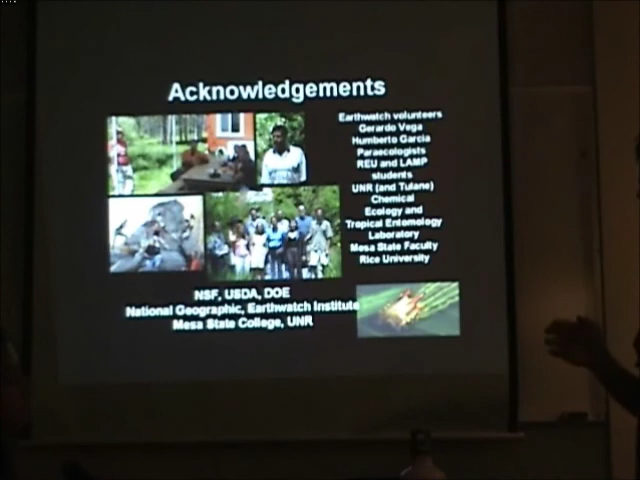 Acknowledgements
Earthwatch volunteers
Gerardo Vega
Humberto Garcia
Paraecologists
REU and LAMP
students
UNR (and Tulane)
Chemical
Ecology and
Tropical Entomology
Laboratory
Mesa State Faculty
Rice University
NSF, USDA, DOE
National Geographic, Earthwatch Institute
Mesa State College, UNR